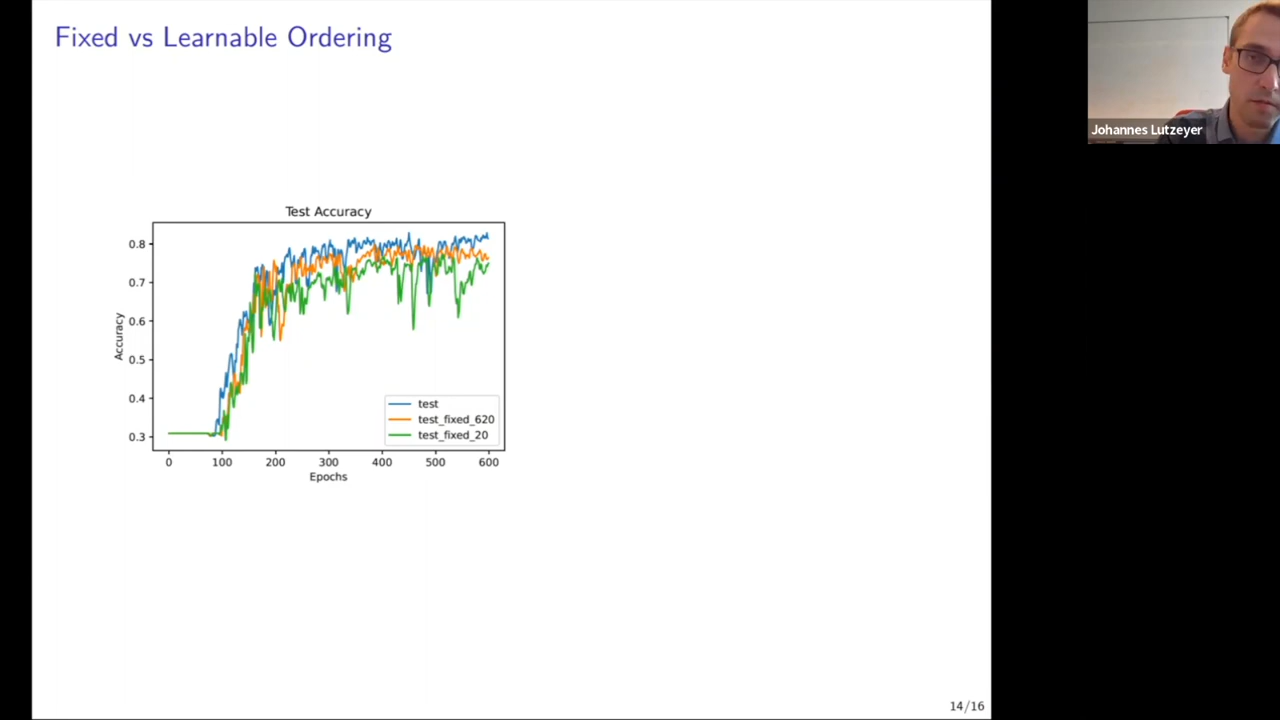 Fixed vs Learnable Ordering
Johannes Lutzeyer
Test Accuracy
0.8
0.7
0.6
0.5
0.4
0.3
Accuracy
test
test_fixed_620
test_fixed_20
0 100 200 300 400 500 600
Epochs
14/16